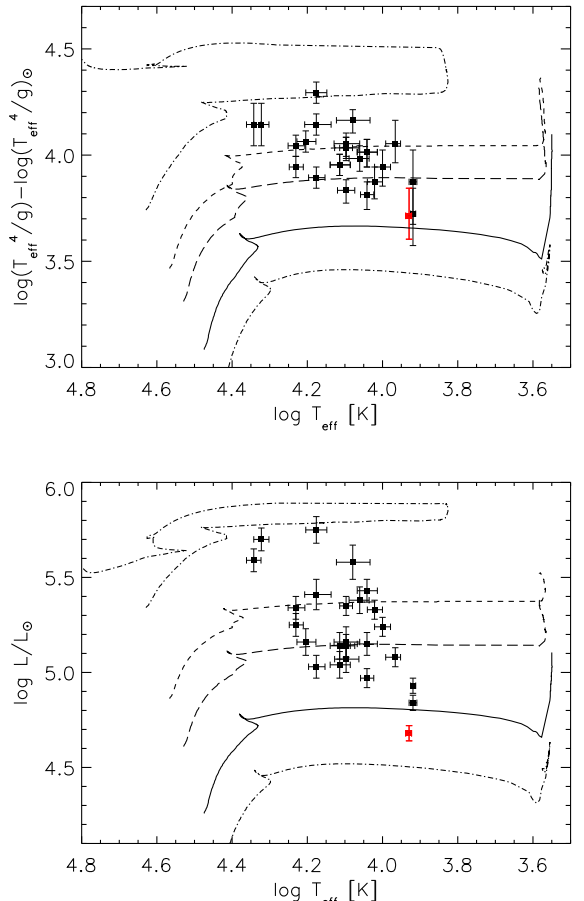 4.5
4.0
3.5
3.0
log(T_eff^4/g)−log(T_eff^4/g)_⊙
4.8 4.6 4.4 4.2 4.0 3.8 3.6
log T_eff [K]
6.0
5.5
5.0
4.5
log L/L_⊙
4.8 4.6 4.4 4.2 4.0 3.8 3.6
log T_eff [K]